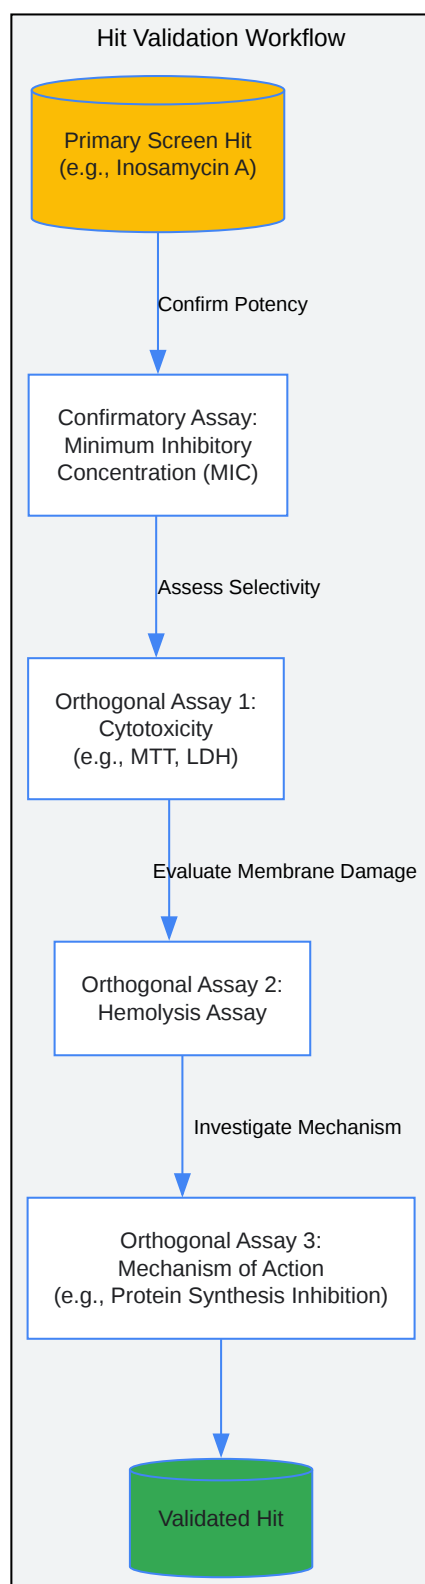 Hit Validation Workflow
Primary Screen Hit
(e.g., Inosamycin A)
Confirm Potency
Confirmatory Assay:
Minimum Inhibitory
Concentration (MIC)
Assess Selectivity
Orthogonal Assay 1:
Cytotoxicity
(e.g., MTT, LDH)
Evaluate Membrane Damage
Orthogonal Assay 2:
Hemolysis Assay
Investigate Mechanism
Orthogonal Assay 3:
Mechanism of Action
(e.g., Protein Synthesis Inhibition)
Validated Hit